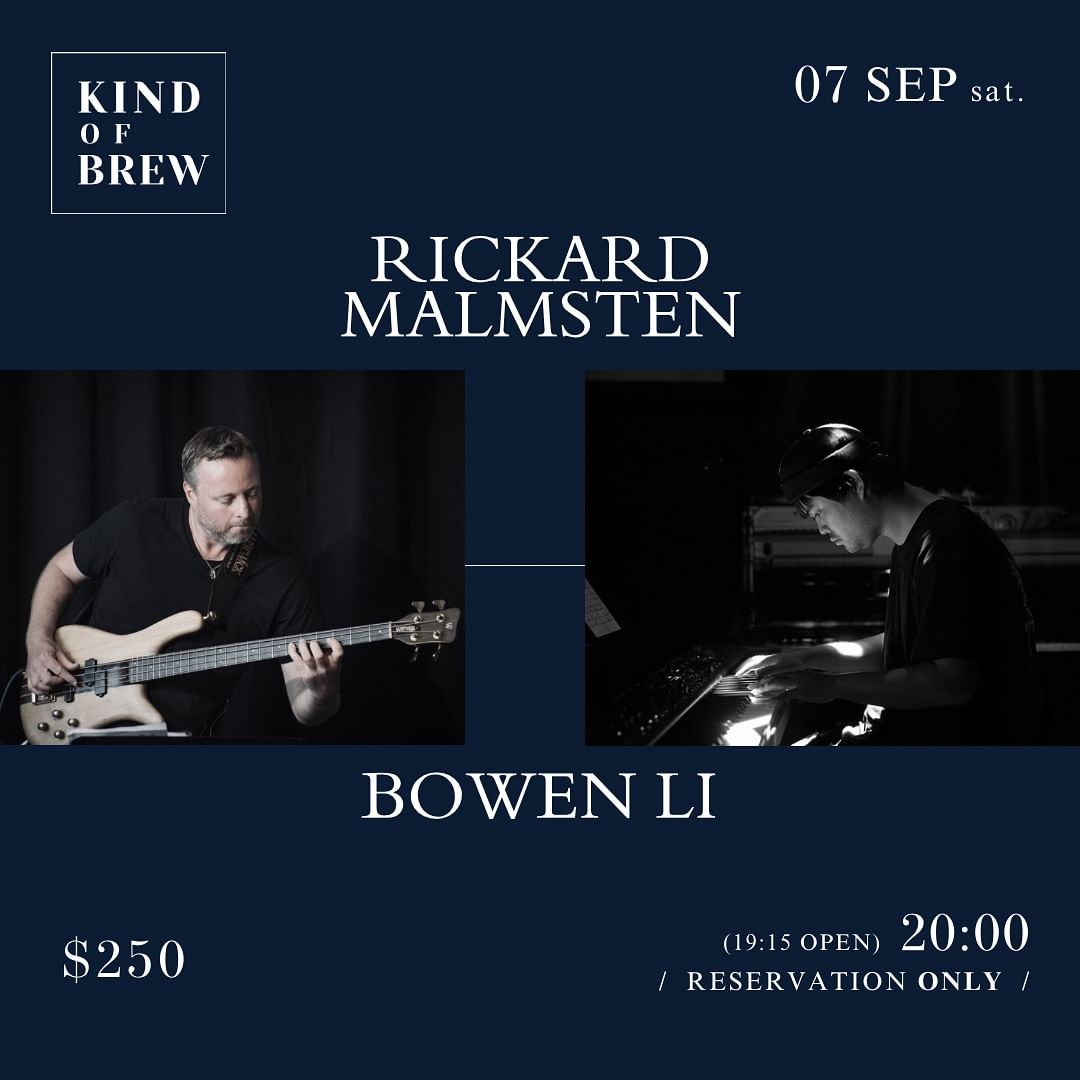 KIND
OF
BREW
07 SEP sat.
RICKARD
MALMSTEN
BOWEN LI
$250
(19:15 OPEN) 20:00
/ RESERVATION ONLY /